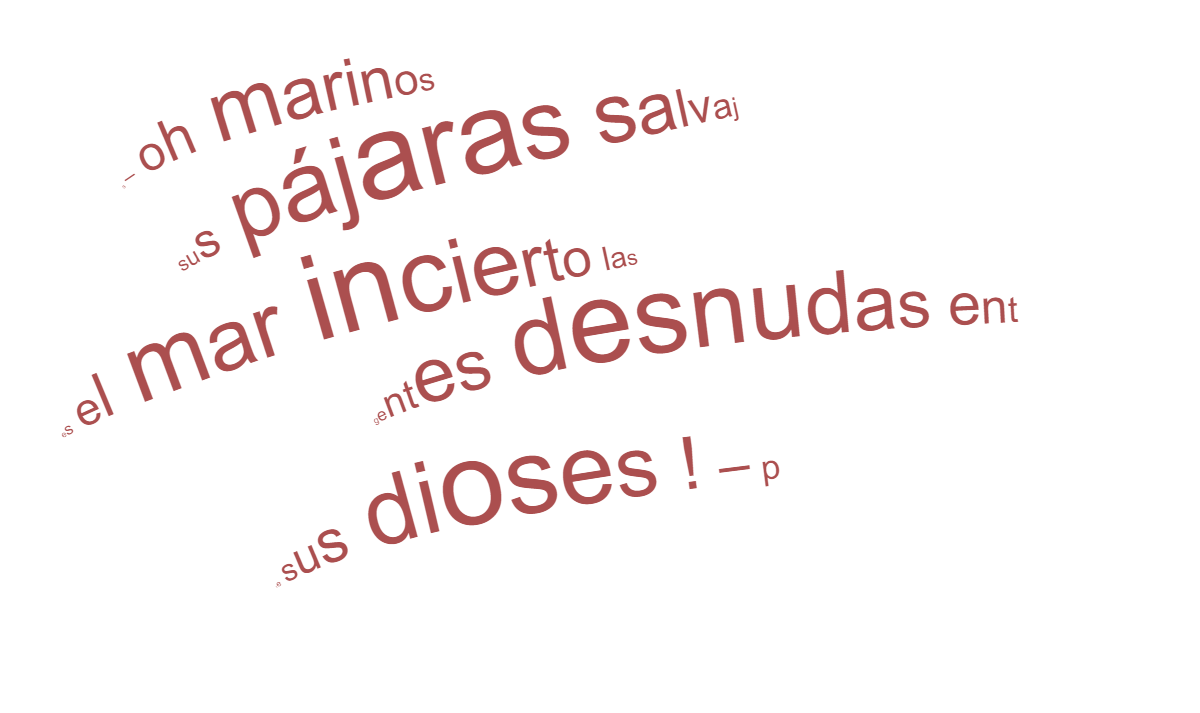 – oh marinos
sus pájaras salvaj
es el mar incierto las
gentes desnudas ent
e sus dioses ! – p